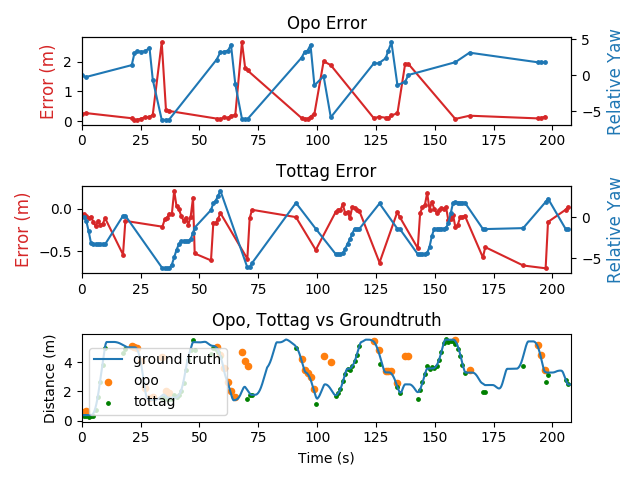 Opo Error
Error (m)
Relative Yaw
2
1
0
5
0
−5
0 25 50 75 100 125 150 175 200
Tottag Error
Error (m)
Relative Yaw
0.0
−0.5
0
−5
0 25 50 75 100 125 150 175 200
Opo, Tottag vs Groundtruth
Distance (m)
4
2
0
ground truth
opo
tottag
0 25 50 75 100 125 150 175 200
Time (s)